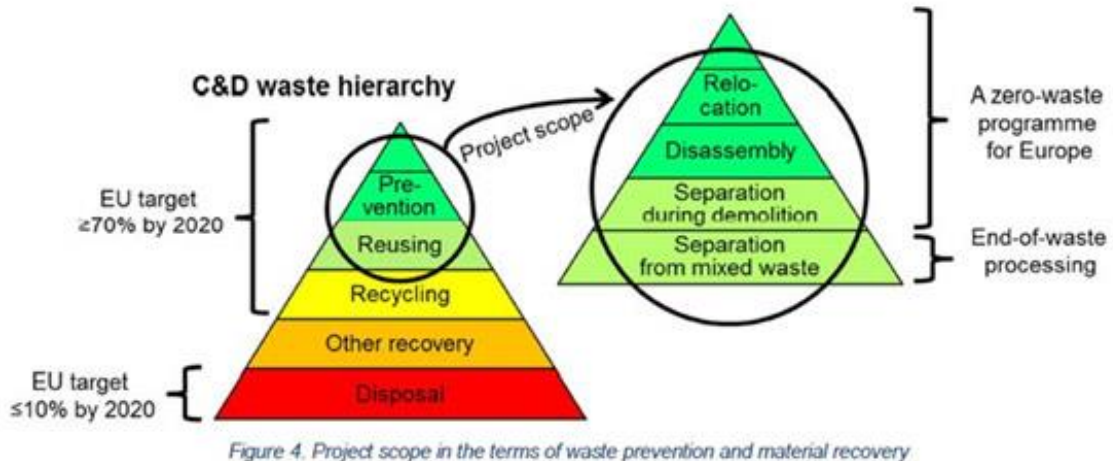 C&D waste hierarchy
EU target
≥70% by 2020
EU target
≤10% by 2020
Pre-
vention
Reusing
Recycling
Other recovery
Disposal
Project scope
Relo-
cation
Disassembly
Separation
during demolition
Separation
from mixed waste
A zero-waste
programme
for Europe
End-of-waste
processing
Figure 4. Project scope in the terms of waste prevention and material recovery